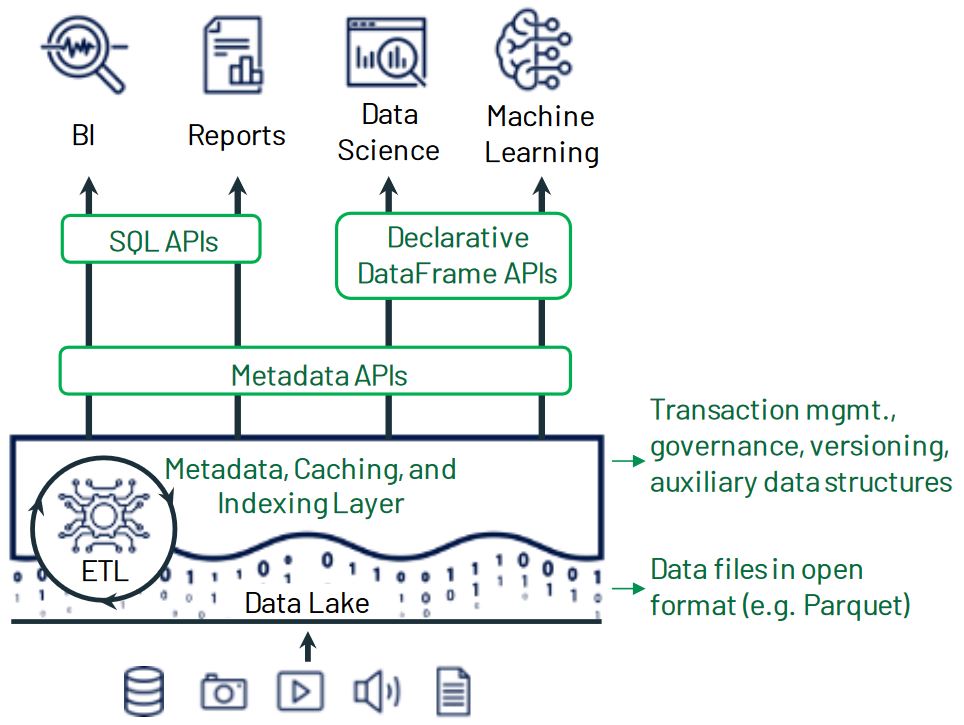 BI
Reports
Data
Science
Machine
Learning
SQL APIs
Declarative
DataFrame APIs
Metadata APIs
Transaction mgmt.,
governance, versioning,
auxiliary data structures
Metadata, Caching, and
Indexing Layer
ETL
Data Lake
Data files in open
format (e.g. Parquet)